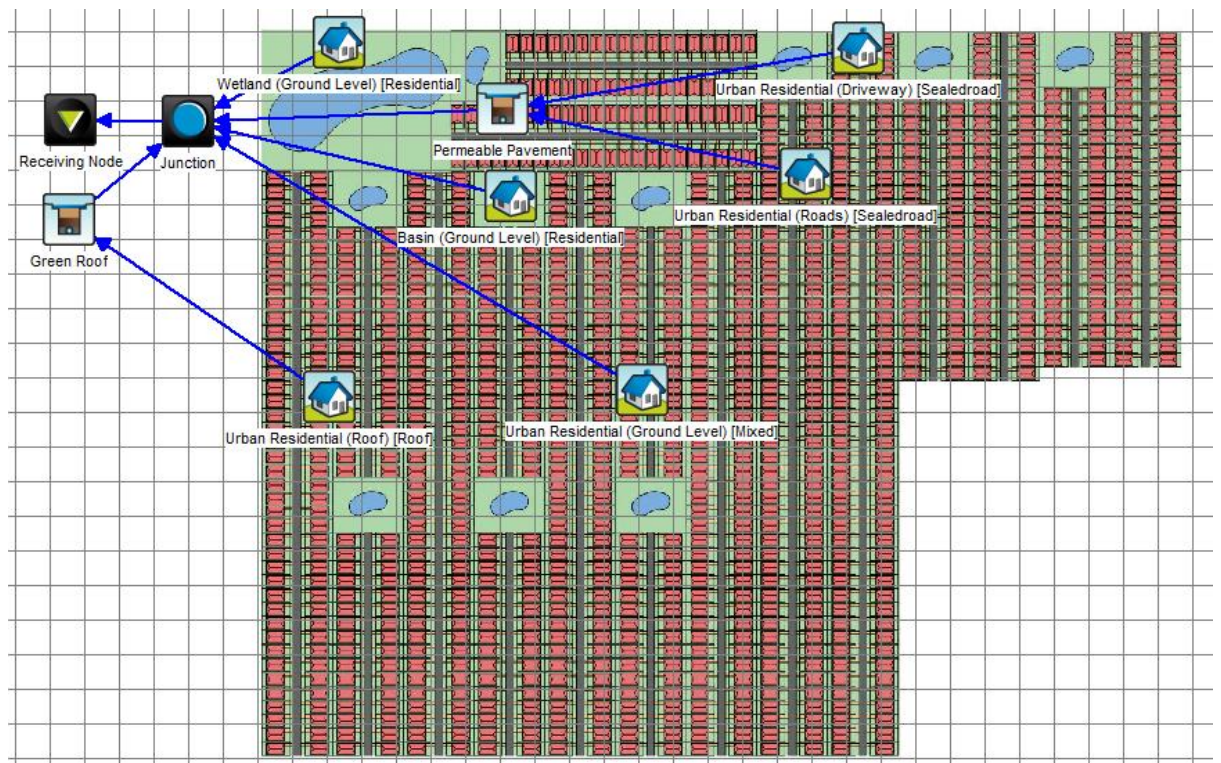 Wetland (Ground Level) [Residential]
Urban Residential (Driveway) [Sealedroad]
Receiving Node
Junction
Permeable Pavement
Urban Residential (Roads) [Sealedroad]
Basin (Ground Level) [Residential]
Green Roof
Urban Residential (Roof) [Roof]
Urban Residential (Ground Level) [Mixed]